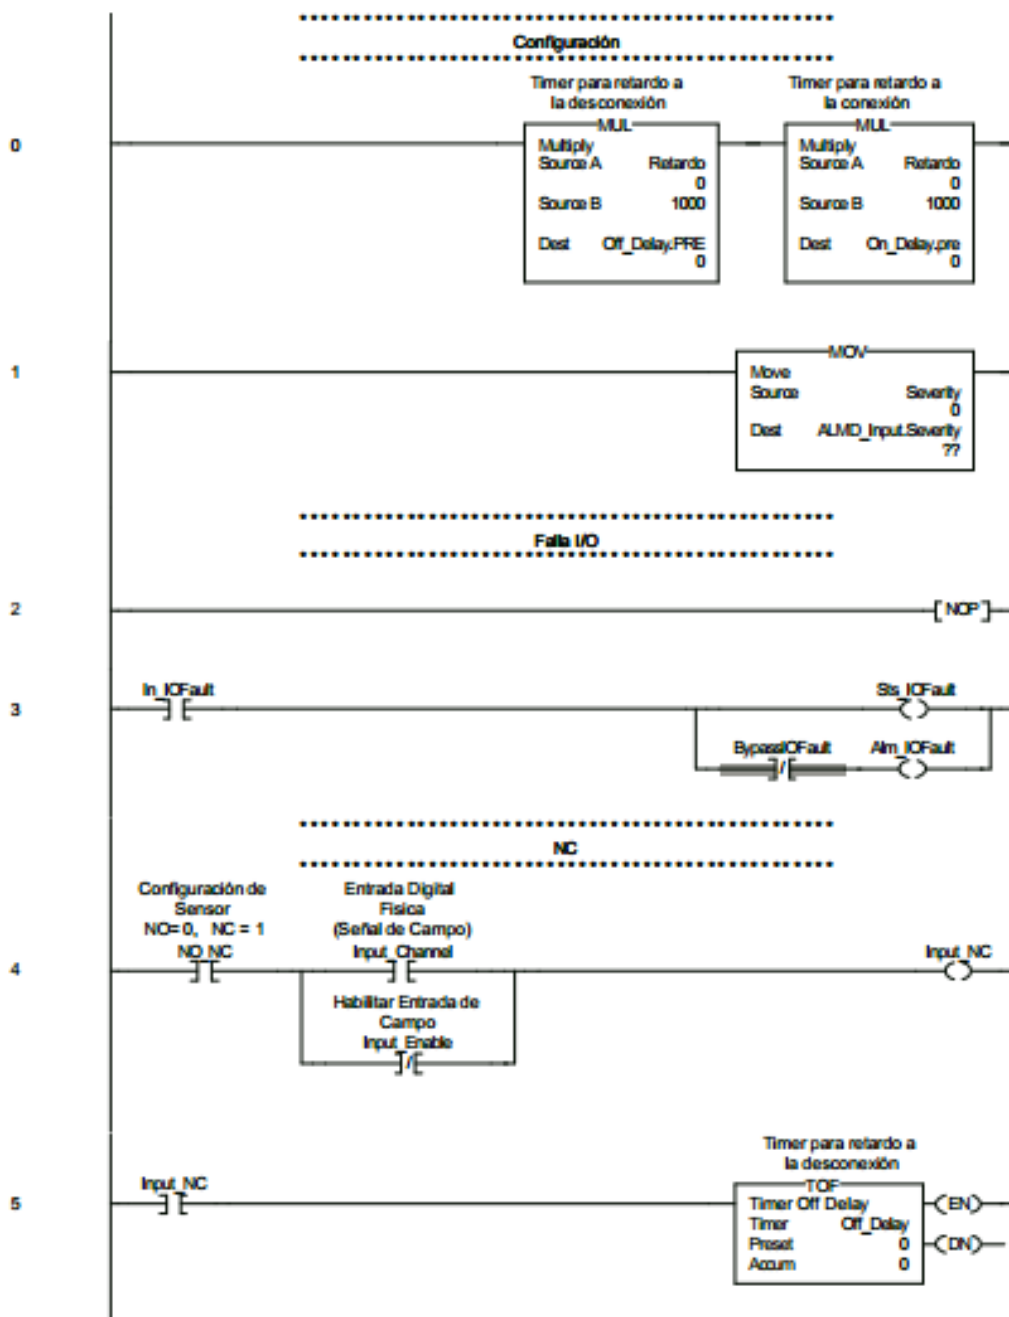 Configuración
Timer para retardo a
la desconexión
Timer para retardo a
la conexión
0
MUL
Multiply
Source A Retardo
0
Source B 1000
Dest Off_Delay.PRE
0
MUL
Multiply
Source A Retardo
0
Source B 1000
Dest On_Delay.pre
0
1
MOV
Move
Source Severity
0
Dest ALMD_Input.Severity
??
Falla I/O
2
NOP
3
In_IOFault
Sts_IOFault
BypassIOFault
Alm_IOFault
NC
Configuración de
Sensor
NO=0, NC = 1
NO_NC
Entrada Digital
Fisica
(Señal de Campo)
Input_Channel
4
Input_NC
Habilitar Entrada de
Campo
Input_Enable
Timer para retardo a
la desconexión
5
Input_NC
TOF
Timer Off Delay
Timer Off_Delay
Preset 0
Accum 0
EN
DN